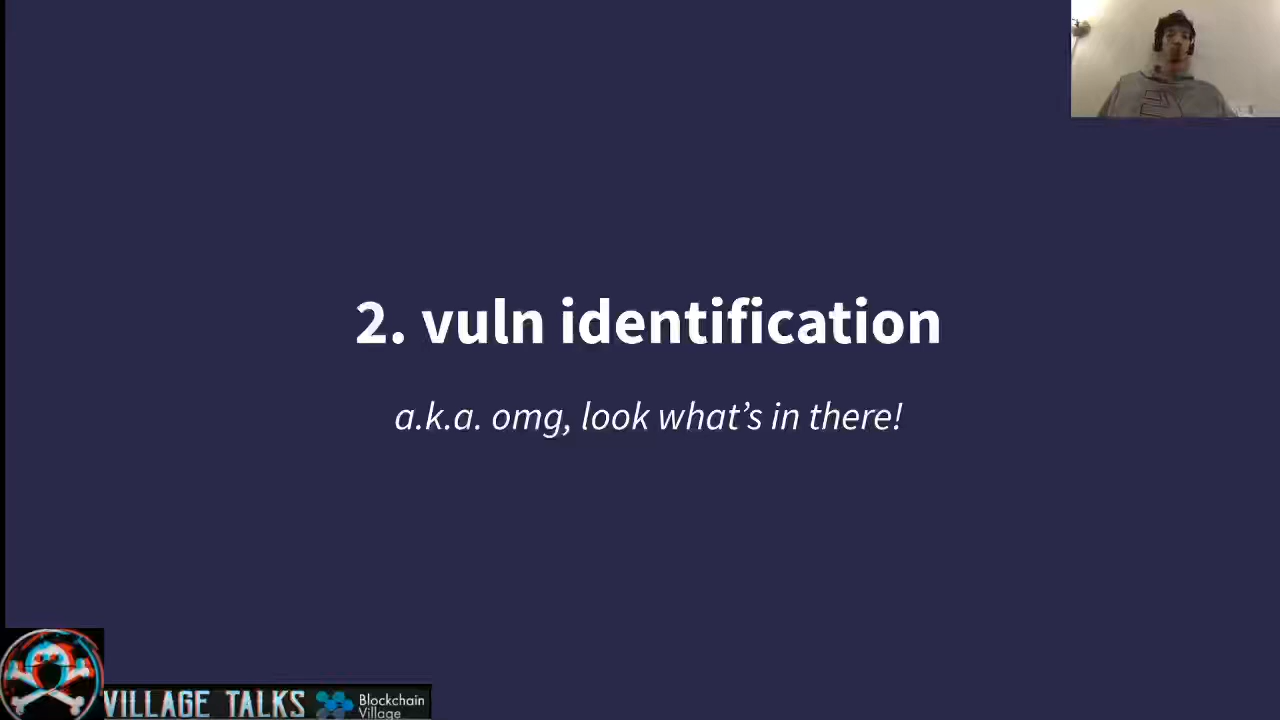 2. vuln identification
a.k.a. omg, look what's in there!
VILLAGE TALKS
Blockchain
Village